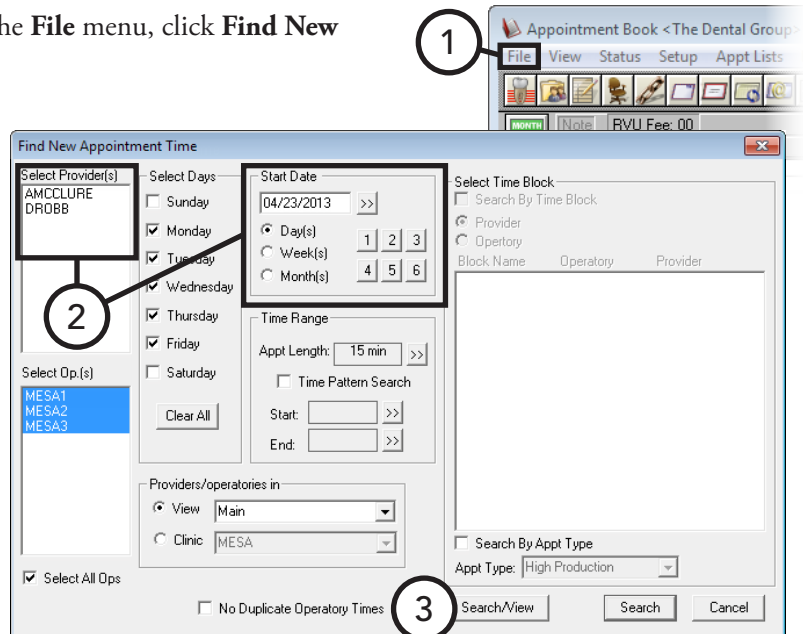 he File menu, click Find New
1
Appointment Book <The Dental Group>
File View Status Setup Appt Lists
MONTH Note RVU Fee: 00
Find New Appointment Time
Select Provider(s)
AMCCLURE
DROBB
2
Select Op.(s)
MESA1
MESA2
MESA3
Select All Ops
Select Days
Sunday
Monday
Tuesday
Wednesday
Thursday
Friday
Saturday
Clear All
Start Date
04/23/2013 >>
Day(s)
Week(s)
Month(s)
1 2 3
4 5 6
Time Range
Appt Length: 15 min >>
Time Pattern Search
Start: >>
End: >>
Providers/operatories in
View Main
Clinic MESA
No Duplicate Operatory Times
Select Time Block
Search By Time Block
Provider
Opertory
Block Name Operatory Provider
Search By Appt Type
Appt Type: High Production
3
Search/View Search Cancel